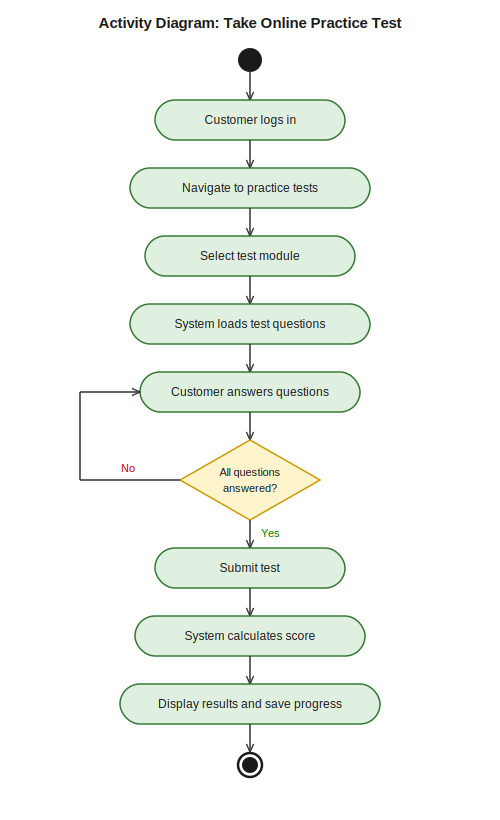 Activity Diagram: Take Online Practice Test
Customer logs in
Navigate to practice tests
Select test module
System loads test questions
Customer answers questions
All questions
answered?
No
Yes
Submit test
System calculates score
Display results and save progress